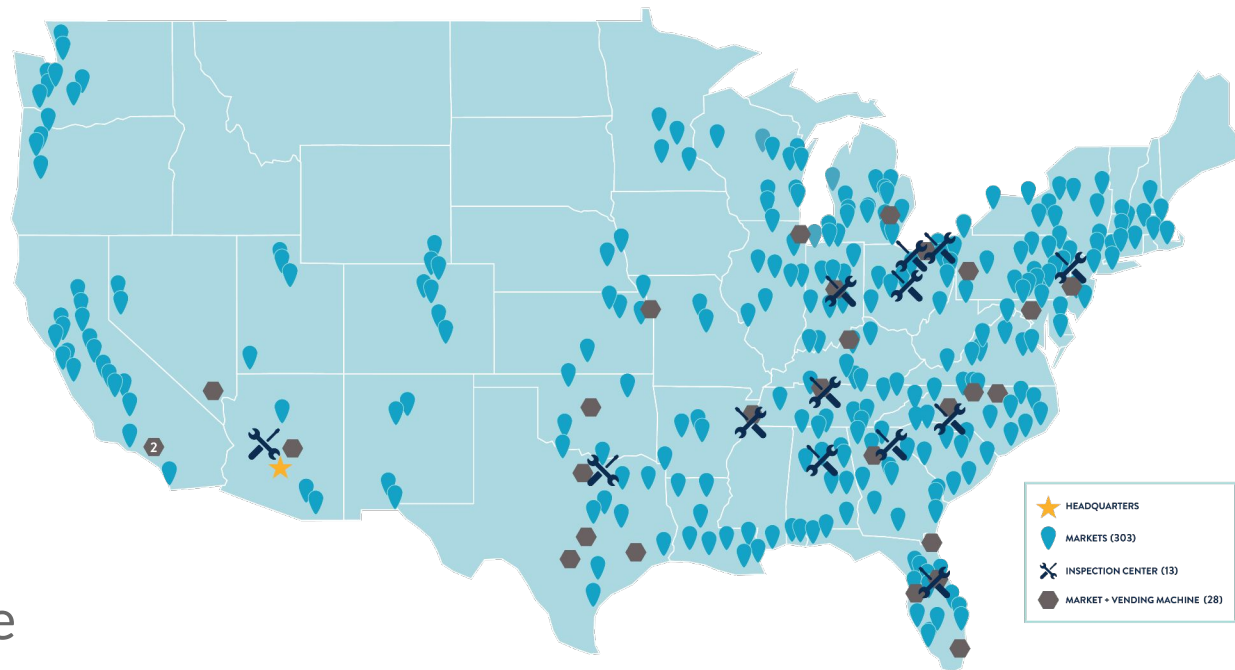 2
HEADQUARTERS
MARKETS (303)
INSPECTION CENTER (13)
MARKET + VENDING MACHINE (28)
e